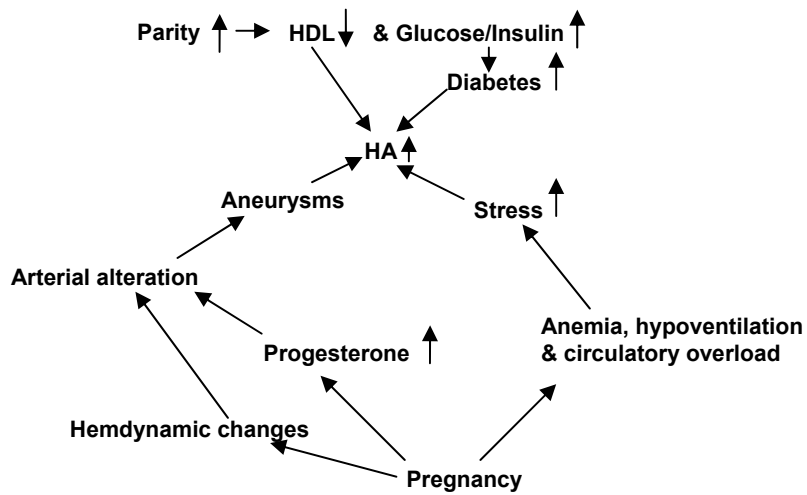 Parity HDL & Glucose/Insulin
Diabetes
HA
Aneurysms
Stress
Arterial alteration
Anemia, hypoventilation
& circulatory overload
Progesterone
Hemdynamic changes
Pregnancy